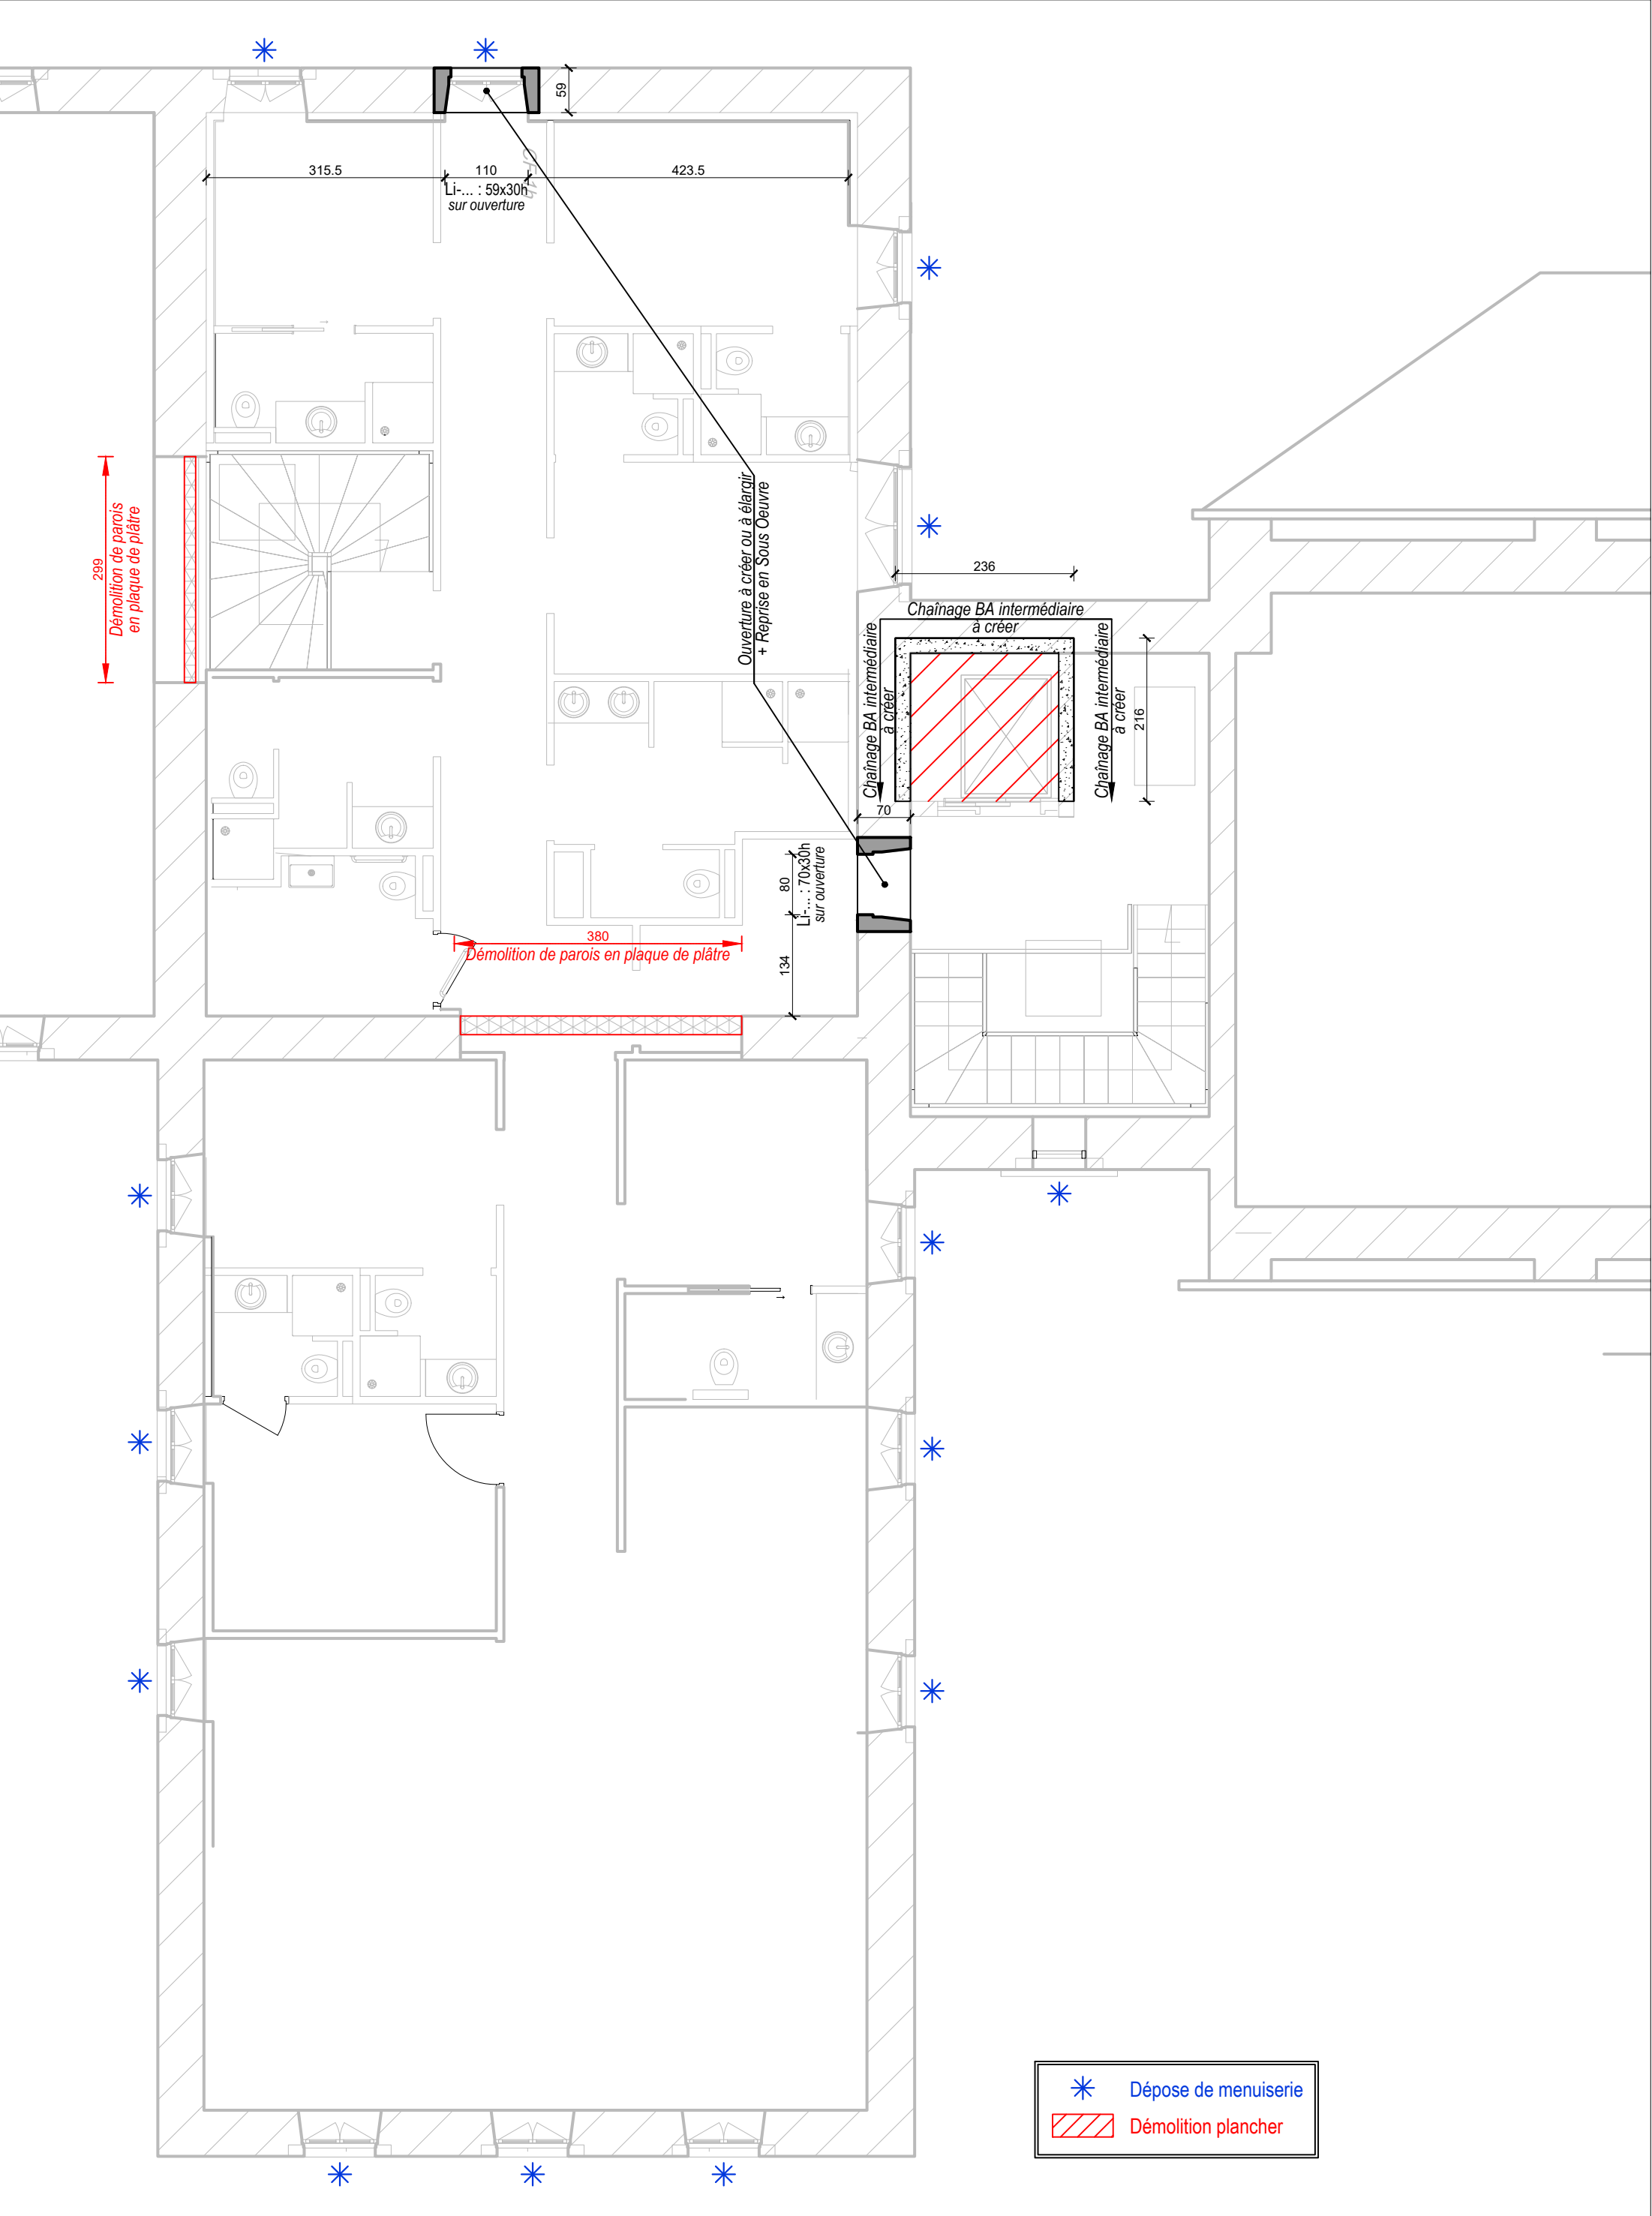 59
315.5
110
423.5
CF 1h
Li-... : 59x30h
sur ouverture
Ouverture à créer ou à élargir
+ Reprise en Sous Oeuvre
299
Démolition de parois
en plaque de plâtre
236
Chaînage BA intermédiaire
à créer
Chaînage BA intermédiaire
à créer
Chaînage BA intermédiaire
à créer
216
70
80
Li-... : 70x30h
sur ouverture
134
380
Démolition de parois en plaque de plâtre
Dépose de menuiserie
Démolition plancher